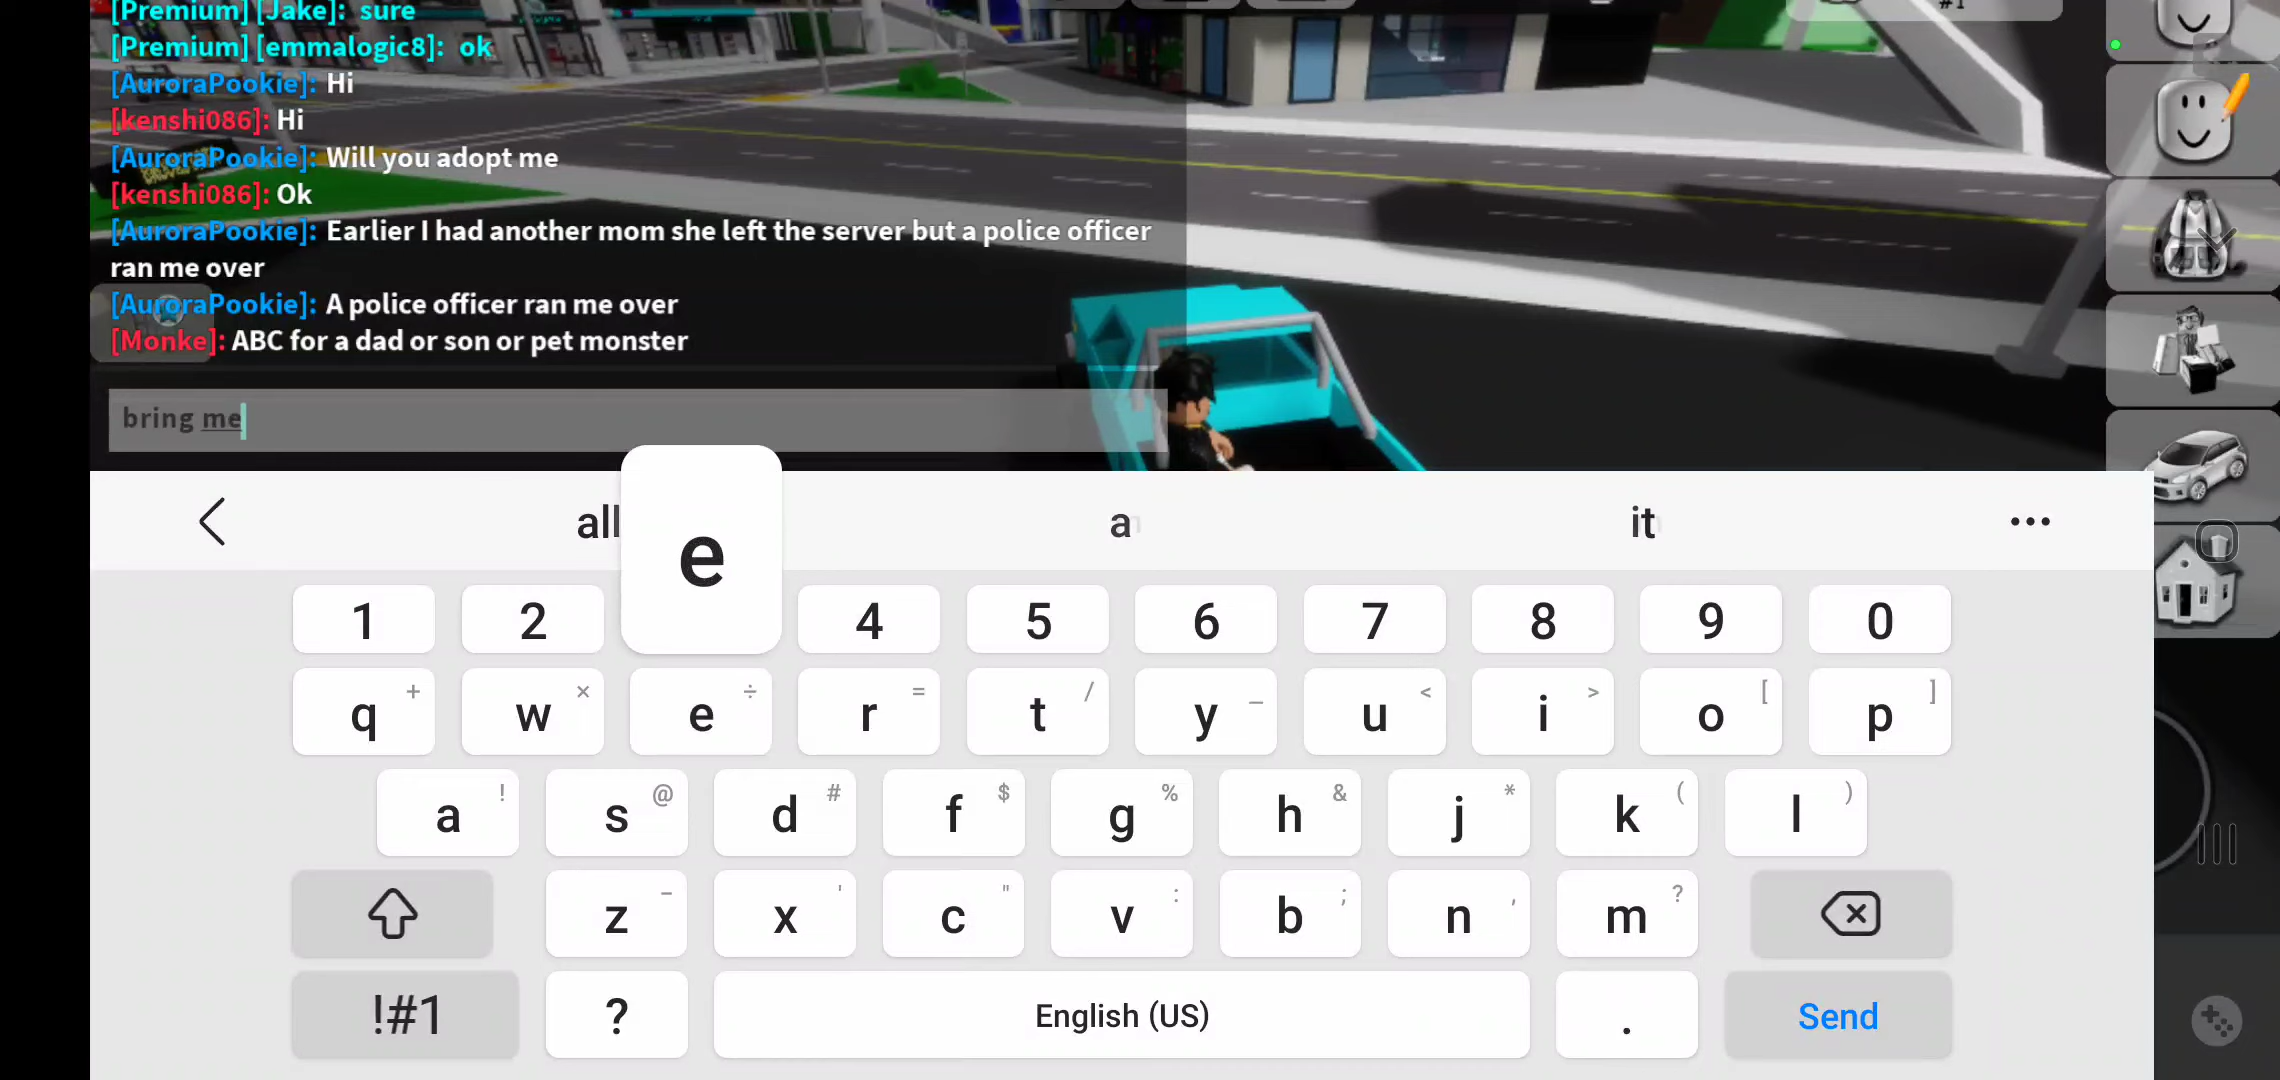 [Premium] [Jake]: sure
[Premium] [emmalogic8]: ok
[AuroraPookie]: Hi
[kenshi086]: Hi
[AuroraPookie]: Will you adopt me
[kenshi086]: Ok
[AuroraPookie]: Earlier I had another mom she left the server but a police officer
ran me over
[AuroraPookie]: A police officer ran me over
[Monke]: ABC for a dad or son or pet monster
#1
bring me
all a it
e
1 2 4 5 6 7 8 9 0
q + w × e ÷ r = t / y _ u < i > o [ p ]
a ! s @ d # f $ g % h & j * k ( l )
z - x ' c " v : b ; n , m ?
!#1 ? English (US) . Send